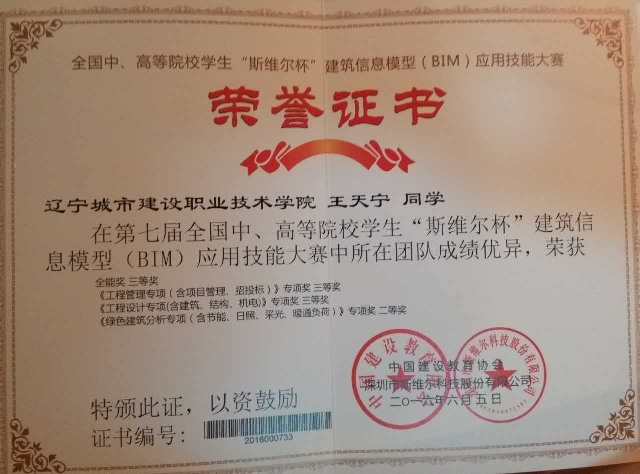 全国中、高等院校学生“斯维尔杯”建筑信息模型（BIM）应用技能大赛
荣誉证书
辽宁城市建设职业技术学院 王天宁 同学
在第七届全国中、高等院校学生“斯维尔杯”建筑信
息模型（BIM）应用技能大赛中所在团队成绩优异，荣获
全能奖 三等奖
《工程管理专项（含项目管理、招投标）》专项奖 三等奖
《工程设计专项(含建筑、结构、机电)》专项奖 三等奖
《绿色建筑分析专项（含节能、日照、采光、暖通负荷）》专项奖 二等奖
中国建设教育协会
深圳市斯维尔科技股份有限公司
二〇一六年六月五日
特颁此证，以资鼓励
证书编号:
2016000733